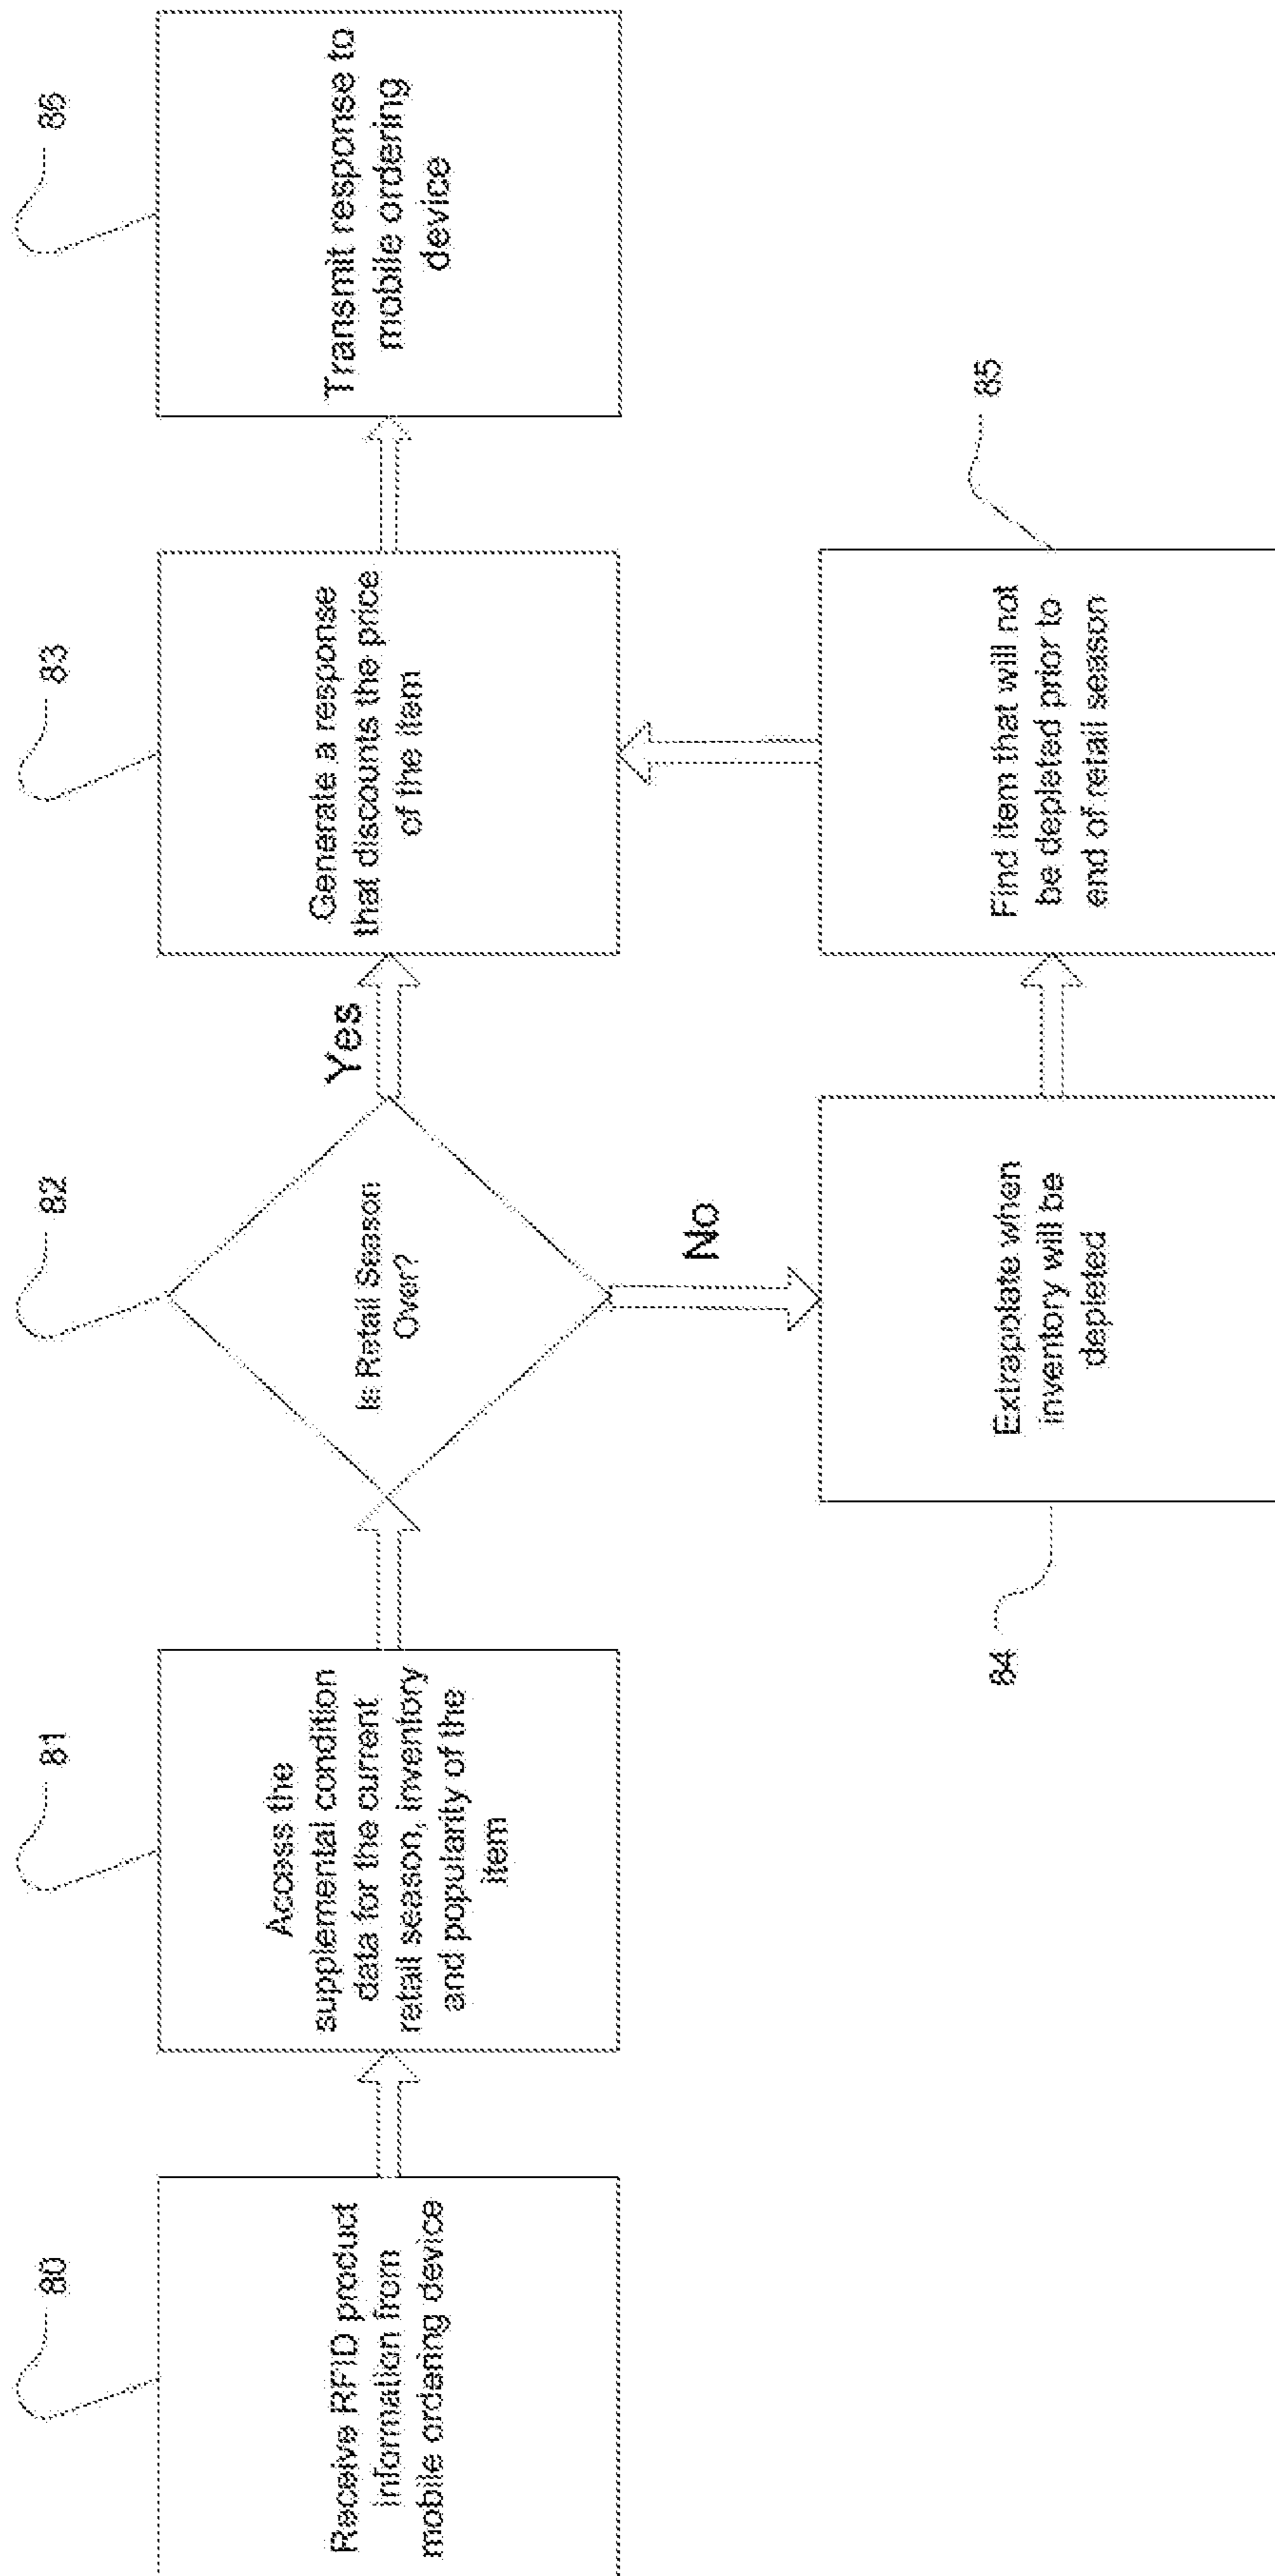 80
Receive RFID product
information from
mobile ordering device
81
Access the
supplemental condition
data for the current
retail season, inventory
and popularity of the
item
82
Is Retail Season
Over?
Yes
No
83
Generate a response
that discounts the price
of the item
86
Transmit response to
mobile ordering
device
84
Extrapolate when
inventory will be
depleted
85
Find item that will not
be depleted prior to
end of retail season